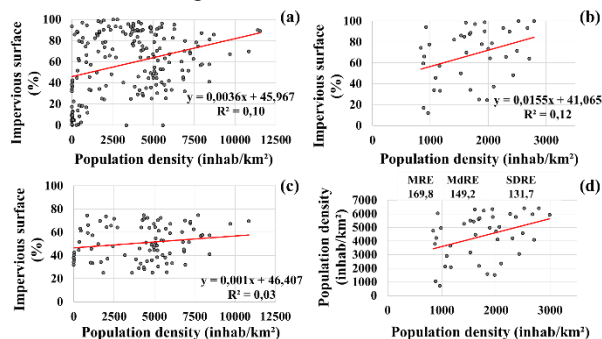 (a)
Impervious surface
(%)
100
80
60
40
20
0
y = 0,0036x + 45,967
R² = 0,10
0 2500 5000 7500 10000 12500
Population density (inhab/km²)
(b)
Impervious surface
(%)
100
80
60
40
20
0
y = 0,0155x + 41,065
R² = 0,12
0 1000 2000 3000
Population density (inhab/km²)
(c)
Impervious surface
(%)
100
80
60
40
20
0
y = 0,001x + 46,407
R² = 0,03
0 2500 5000 7500 10000 12500
Population density (inhab/km²)
MRE MdRE SDRE
169,8 149,2 131,7
(d)
Population density
(inhab/km²)
7000
6000
5000
4000
3000
2000
1000
0
0 1000 2000 3000
Population density (inhab/km²)